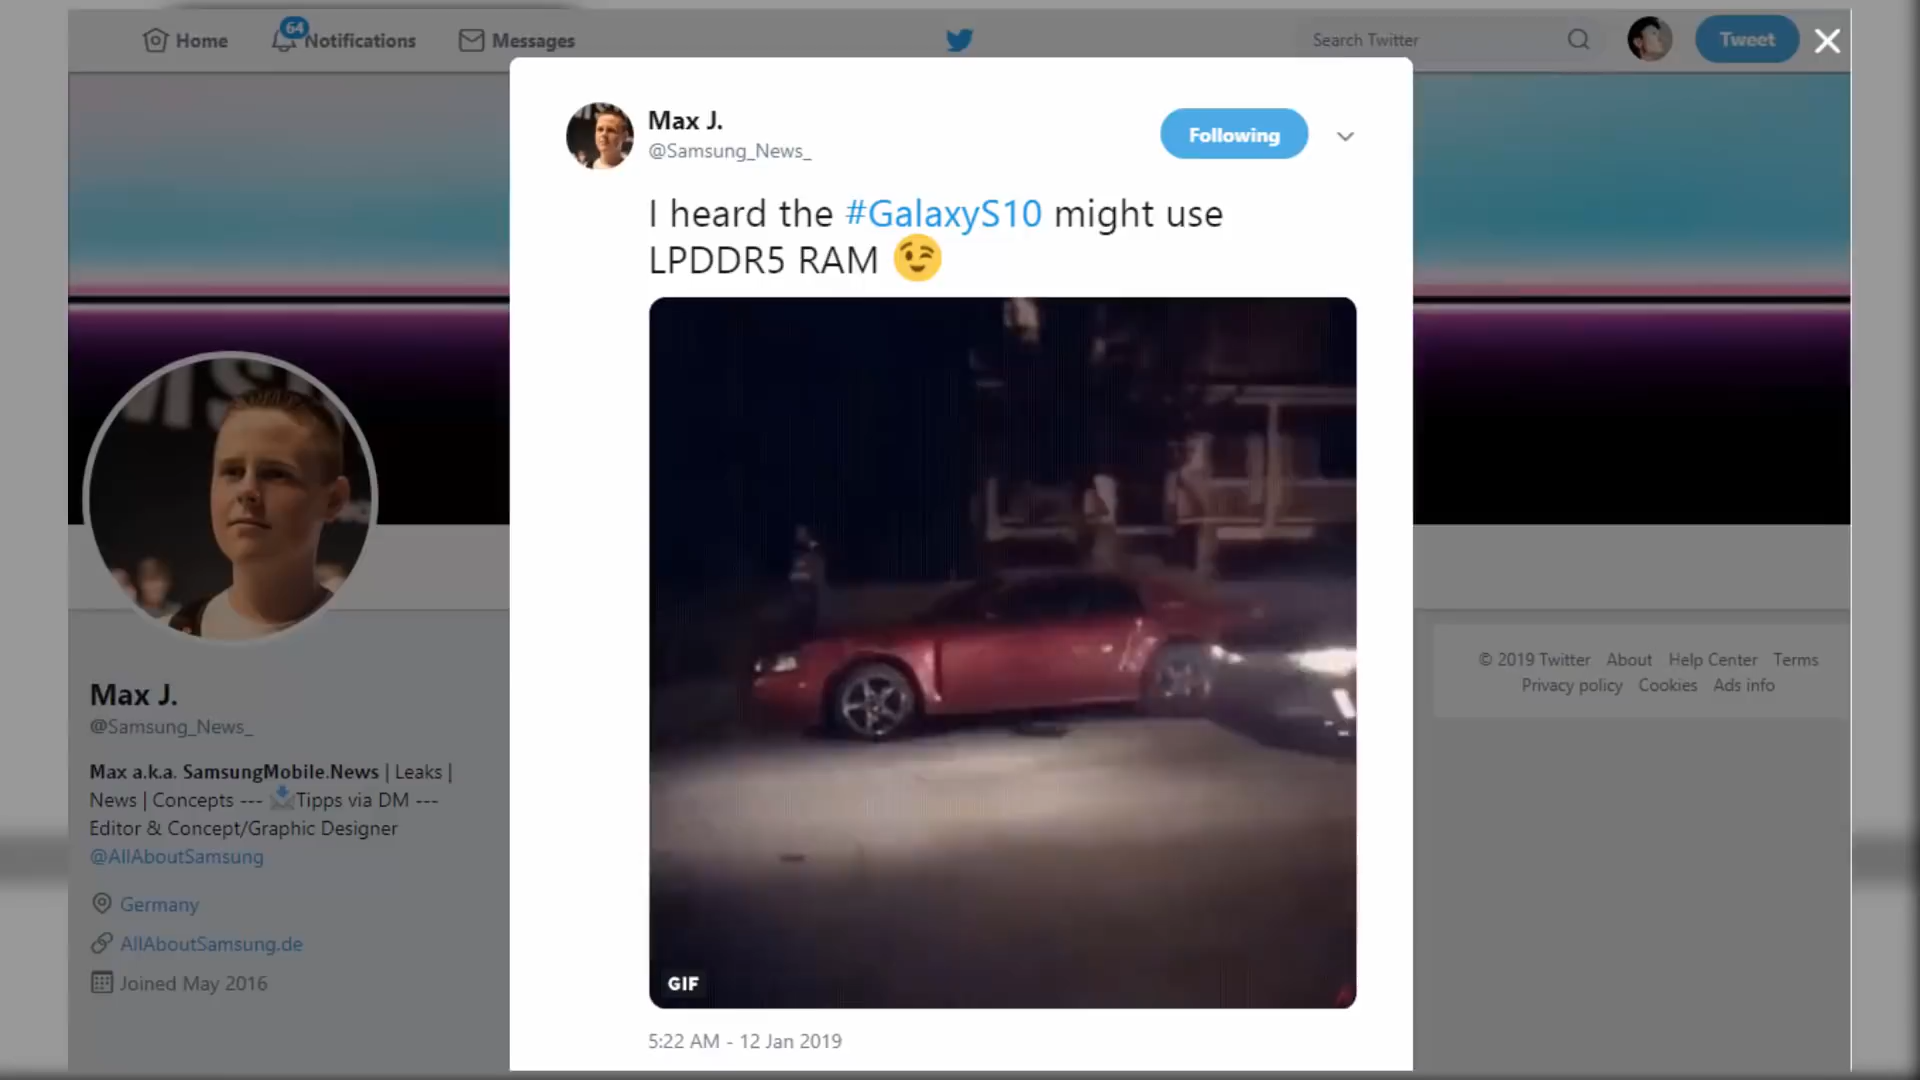 Home
64
Notifications
Messages
Search Twitter
Tweet
Max J.
@Samsung_News_
Following
I heard the #GalaxyS10 might use
LPDDR5 RAM 😉
GIF
5:22 AM - 12 Jan 2019
Max J.
@Samsung_News_
Max a.k.a. SamsungMobile.News | Leaks |
News | Concepts --- 📩Tipps via DM ---
Editor & Concept/Graphic Designer
@AllAboutSamsung
Germany
AllAboutSamsung.de
Joined May 2016
© 2019 Twitter About Help Center Terms
Privacy policy Cookies Ads info